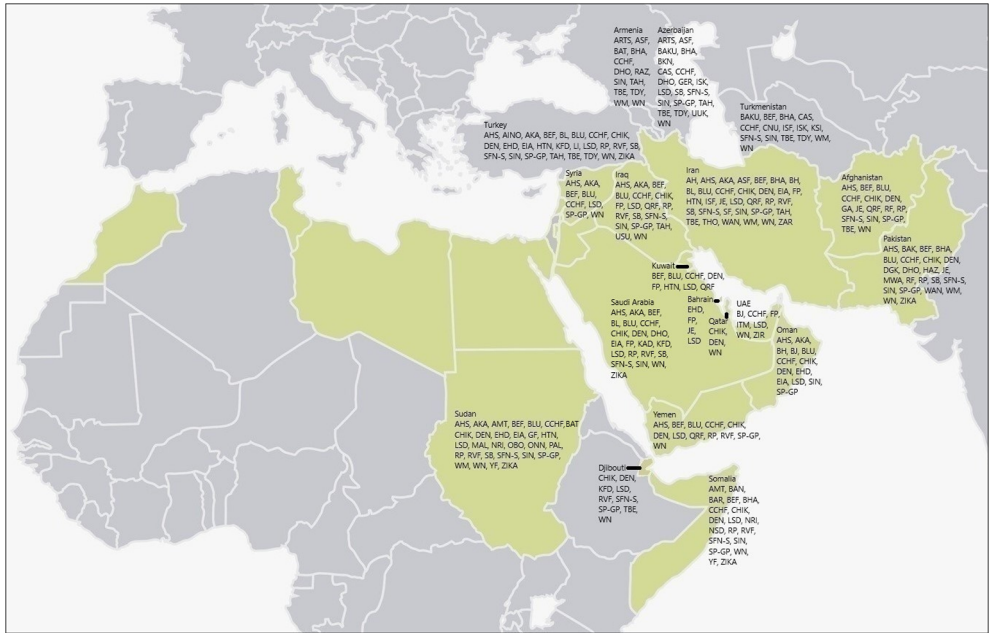 Armenia
ARTS, ASF,
BAT, BHA,
CCHF,
DHO, RAZ,
SIN, TAH,
TBE, TDY,
WM, WN
Azerbaijan
ARTS, ASF,
BAKU, BHA,
BKN,
CAS, CCHF,
DHO, GER, ISK,
LSD, SB, SFN-S,
SIN, SP-GP, TAH,
TBE, TDY, UUK,
WN
Turkmenistan
BAKU, BEF, BHA, CAS,
CCHF, CNU, ISF, ISK, KSI,
SFN-S, SIN, TBE, TDY, WM,
WN
Turkey
AHS, AINO, AKA, BEF, BL, BLU, CCHF, CHIK,
DEN, EHD, EIA, HTN, KFD, LI, LSD, RP, RVF, SB,
SFN-S, SIN, SP-GP, TAH, TBE, TDY, WN, ZIKA
Syria
AHS, AKA,
BEF, BLU,
CCHF, LSD,
SP-GP, WN
Iraq
AHS, AKA, BEF,
BLU, CCHF, CHIK,
FP, LSD, QRF, RP,
RVF, SB, SFN-S,
SIN, SP-GP, TAH,
USU, WN
Iran
AH, AHS, AKA, ASF, BEF, BHA, BH,
BL, BLU, CCHF, CHIK, DEN, EIA, FP,
HTN, ISF, JE, LSD, QRF, RP, RVF,
SB, SFN-S, SF, SIN, SP-GP, TAH,
TBE, THO, WAN, WM, WN, ZAR
Afghanistan
AHS, BEF, BLU,
CCHF, CHIK, DEN,
GA, JE, QRF, RF, RP,
SFN-S, SIN, SP-GP,
TBE, WN
Pakistan
AHS, BAK, BEF, BHA,
BLU, CCHF, CHIK, DEN,
DGK, DHO, HAZ, JE,
MWA, RF, RP, SB, SFN-S,
SIN, SP-GP, WAN, WM,
WN, ZIKA
Kuwait
BEF, BLU, CCHF, DEN,
FP, HTN, LSD, QRF
Saudi Arabia
AHS, AKA, BEF,
BL, BLU, CCHF,
CHIK, DEN, DHO,
EIA, FP, KAD, KFD,
LSD, RP, RVF, SB,
SFN-S, SIN, WN,
ZIKA
Bahrain
EHD,
FP,
JE,
LSD
Qatar
CHIK,
DEN,
WN
UAE
BJ, CCHF, FP,
ITM, LSD,
WN, ZIR
Oman
AHS, AKA,
BH, BJ, BLU,
CCHF, CHIK,
DEN, EHD,
EIA, LSD, SIN,
SP-GP
Yemen
AHS, BEF, BLU, CCHF, CHIK,
DEN, LSD, QRF, RP, RVF, SP-GP,
WN
Sudan
AHS, AKA, AMT, BEF, BLU, CCHF,BAT
CHIK, DEN, EHD, EIA, GF, HTN,
LSD, MAL, NRI, OBO, ONN, PAL,
RP, RVF, SB, SFN-S, SIN, SP-GP,
WM, WN, YF, ZIKA
Djibouti
CHIK, DEN,
KFD, LSD,
RVF, SFN-S,
SP-GP, TBE,
WN
Somalia
AMT, BAN,
BAR, BEF, BHA,
CCHF, CHIK,
DEN, LSD, NRI,
NSD, RP, RVF,
SFN-S, SIN,
SP-GP, WN,
YF, ZIKA